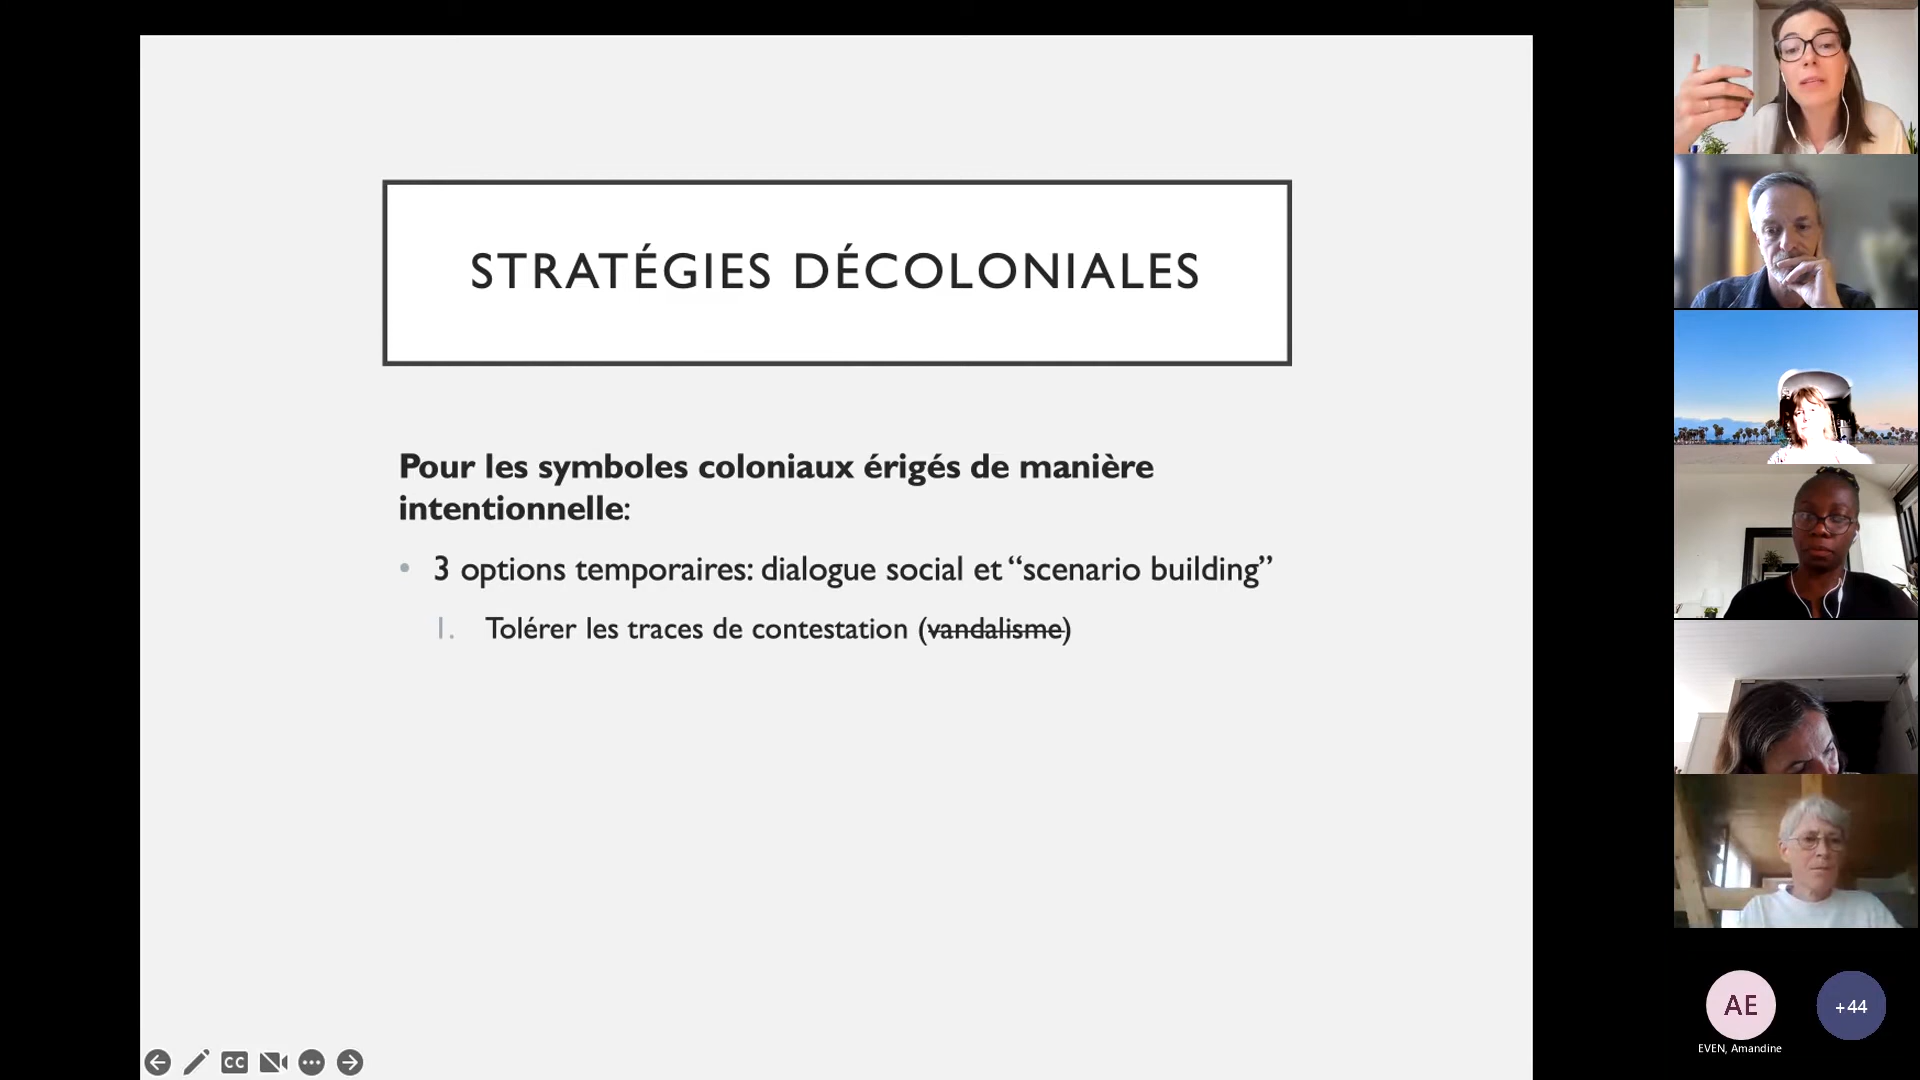 STRATÉGIES DÉCOLONIALES
Pour les symboles coloniaux érigés de manière
intentionnelle:
• 3 options temporaires: dialogue social et “scenario building”
1. Tolérer les traces de contestation (vandalisme)
CC
AE
+44
EVEN, Amandine